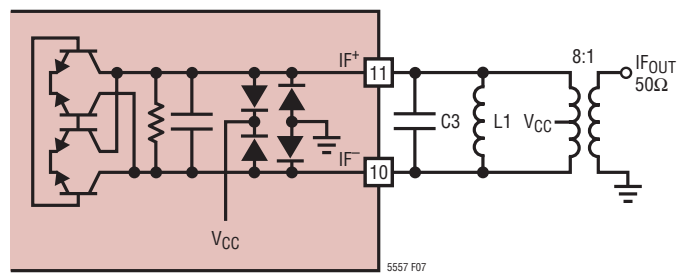 IF+
11
8:1
IFOUT
50Ω
C3
L1
VCC
IF−
10
VCC
5557 F07